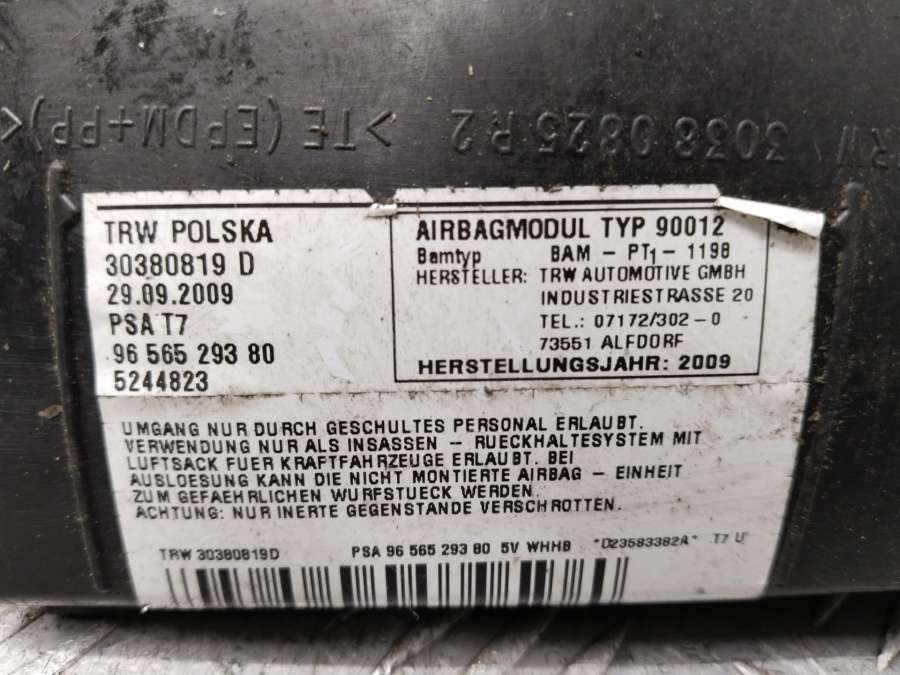 TRW 3038 0825 R2 >TE (EPDM+PP)<
TRW POLSKA
30380819 D
29.09.2009
PSA T7
96 565 293 80
5244823
AIRBAGMODUL TYP 90012
Bamtyp BAM - PT1 - 1198
HERSTELLER: TRW AUTOMOTIVE GMBH
INDUSTRIESTRASSE 20
TEL.: 07172/302-0
73551 ALFDORF
HERSTELLUNGSJAHR: 2009
UMGANG NUR DURCH GESCHULTES PERSONAL ERLAUBT.
VERWENDUNG NUR ALS INSASSEN - RUECKHALTESYSTEM MIT
LUFTSACK FUER KRAFTFAHRZEUGE ERLAUBT. BEI
AUSLOESUNG KANN DIE NICHT MONTIERTE AIRBAG - EINHEIT
ZUM GEFAEHRLICHEN WURFSTUECK WERDEN.
ACHTUNG: NUR INERTE GEGENSTANDE VERSCHROTTEN.
TRW 30380819D PSA 96 565 293 80 5V WHHB *D23583382A* T7 U